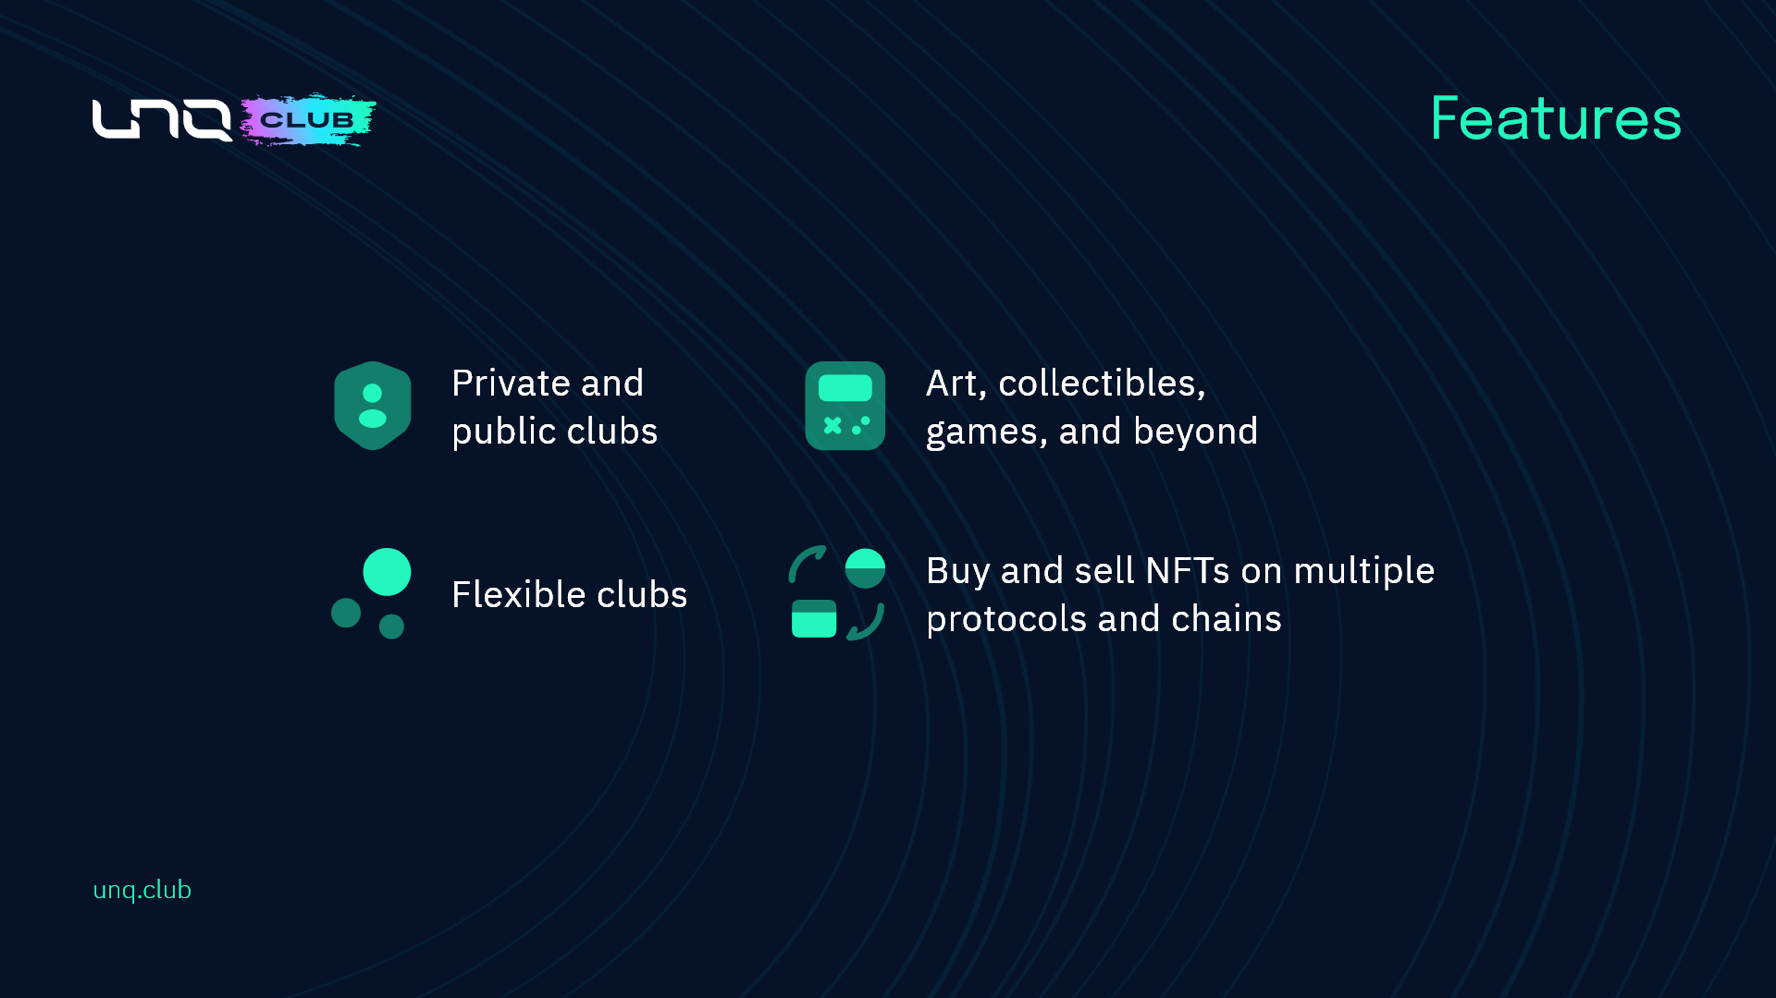 unq CLUB
Features
Private and
public clubs
Art, collectibles,
games, and beyond
Flexible clubs
Buy and sell NFTs on multiple
protocols and chains
unq.club